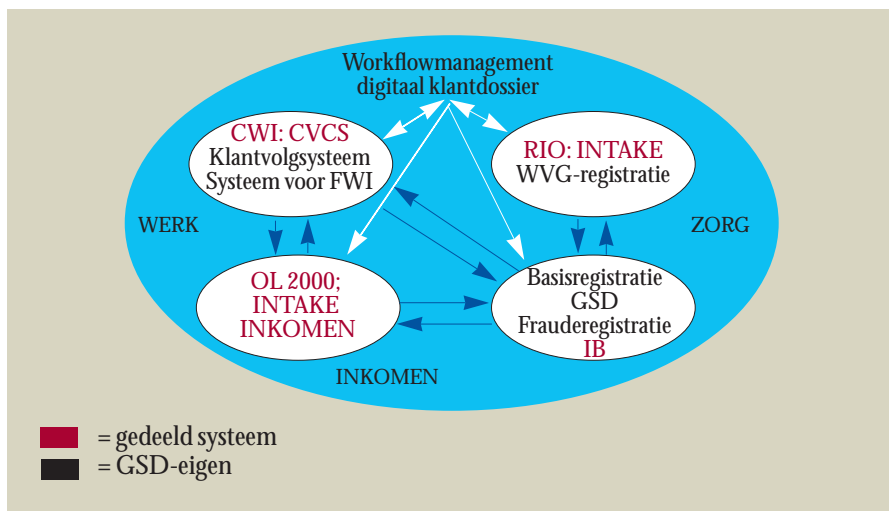 Workflowmanagement
digitaal klantdossier
CWI: CVCS
Klantvolgsysteem
Systeem voor FWI
RIO: INTAKE
WVG-registratie
WERK
ZORG
OL 2000;
INTAKE
INKOMEN
Basisregistratie
GSD
Frauderegistratie
IB
INKOMEN
= gedeeld systeem
= GSD-eigen